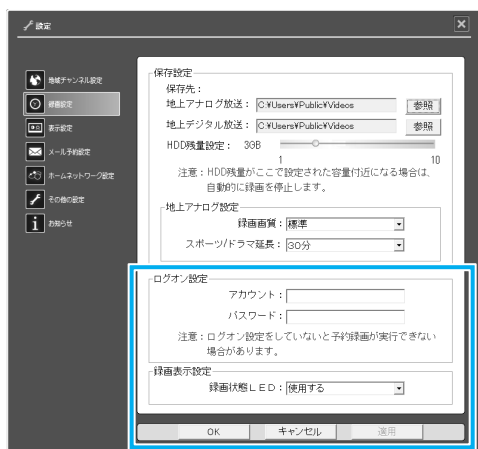 設定
地域チャンネル設定
録画設定
表示設定
メール予約設定
ホームネットワーク設定
その他の設定
お知らせ
保存設定
保存先：
地上アナログ放送： C:¥Users¥Public¥Videos 参照
地上デジタル放送： C:¥Users¥Public¥Videos 参照
HDD残量設定： 3GB
1 10
注意：HDD残量がここで設定された容量付近になる場合は、
自動的に録画を停止します。
地上アナログ設定
録画画質： 標準
スポーツ/ドラマ延長： 30分
ログオン設定
アカウント：
パスワード：
注意：ログオン設定をしていないと予約録画が実行できない
場合があります。
録画表示設定
録画状態ＬＥＤ： 使用する
OK キャンセル 適用